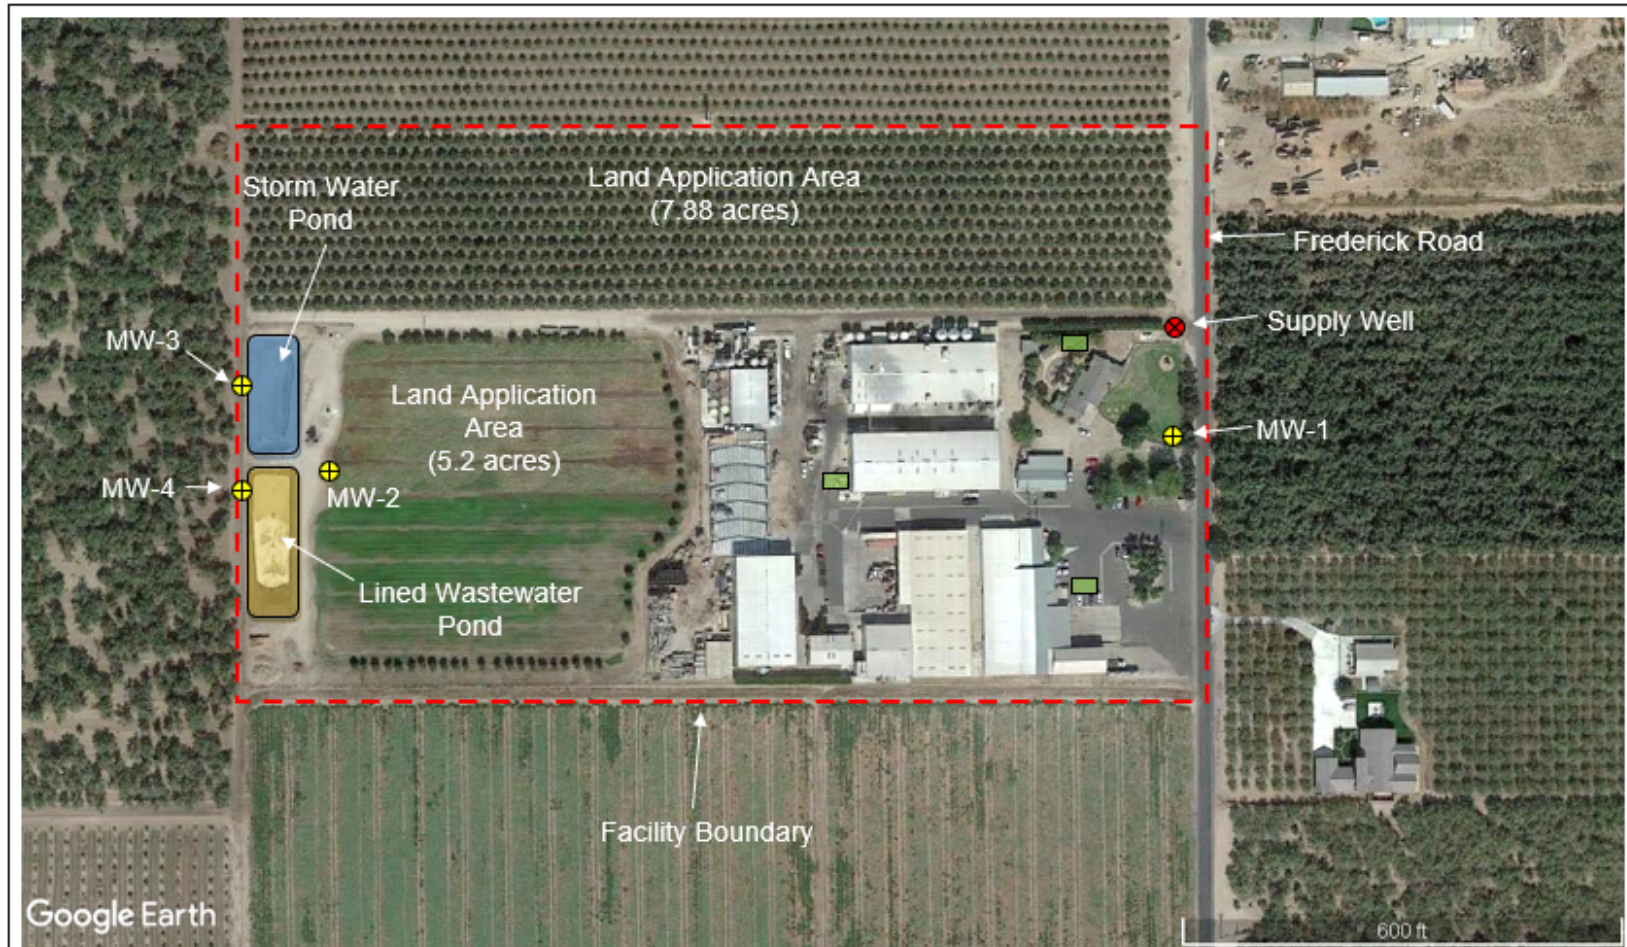 Land Application Area
(7.88 acres)
Storm Water
Pond
Frederick Road
Supply Well
MW-3
Land Application
Area
(5.2 acres)
MW-1
MW-4
MW-2
Lined Wastewater
Pond
Facility Boundary
Google Earth
600 ft